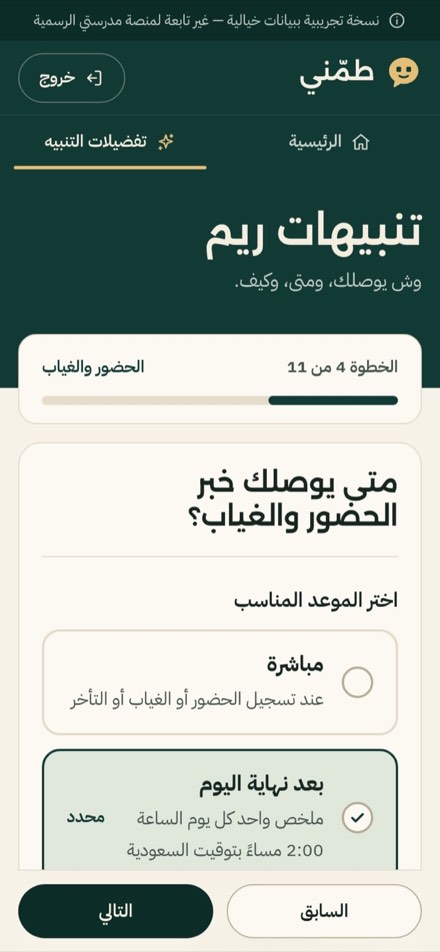 نسخة تجريبية ببيانات خيالية — غير تابعة لمنصة مدرستي الرسمية
طمّني
خروج
الرئيسية
تفضيلات التنبيه
تنبيهات ريم
وش يوصلك، ومتى، وكيف.
الخطوة 4 من 11
الحضور والغياب
متى يوصلك خبر
الحضور والغياب؟
اختر الموعد المناسب
مباشرة
عند تسجيل الحضور أو الغياب أو التأخر
بعد نهاية اليوم
ملخص واحد كل يوم الساعة
2:00 مساءً بتوقيت السعودية
محدد
السابق
التالي